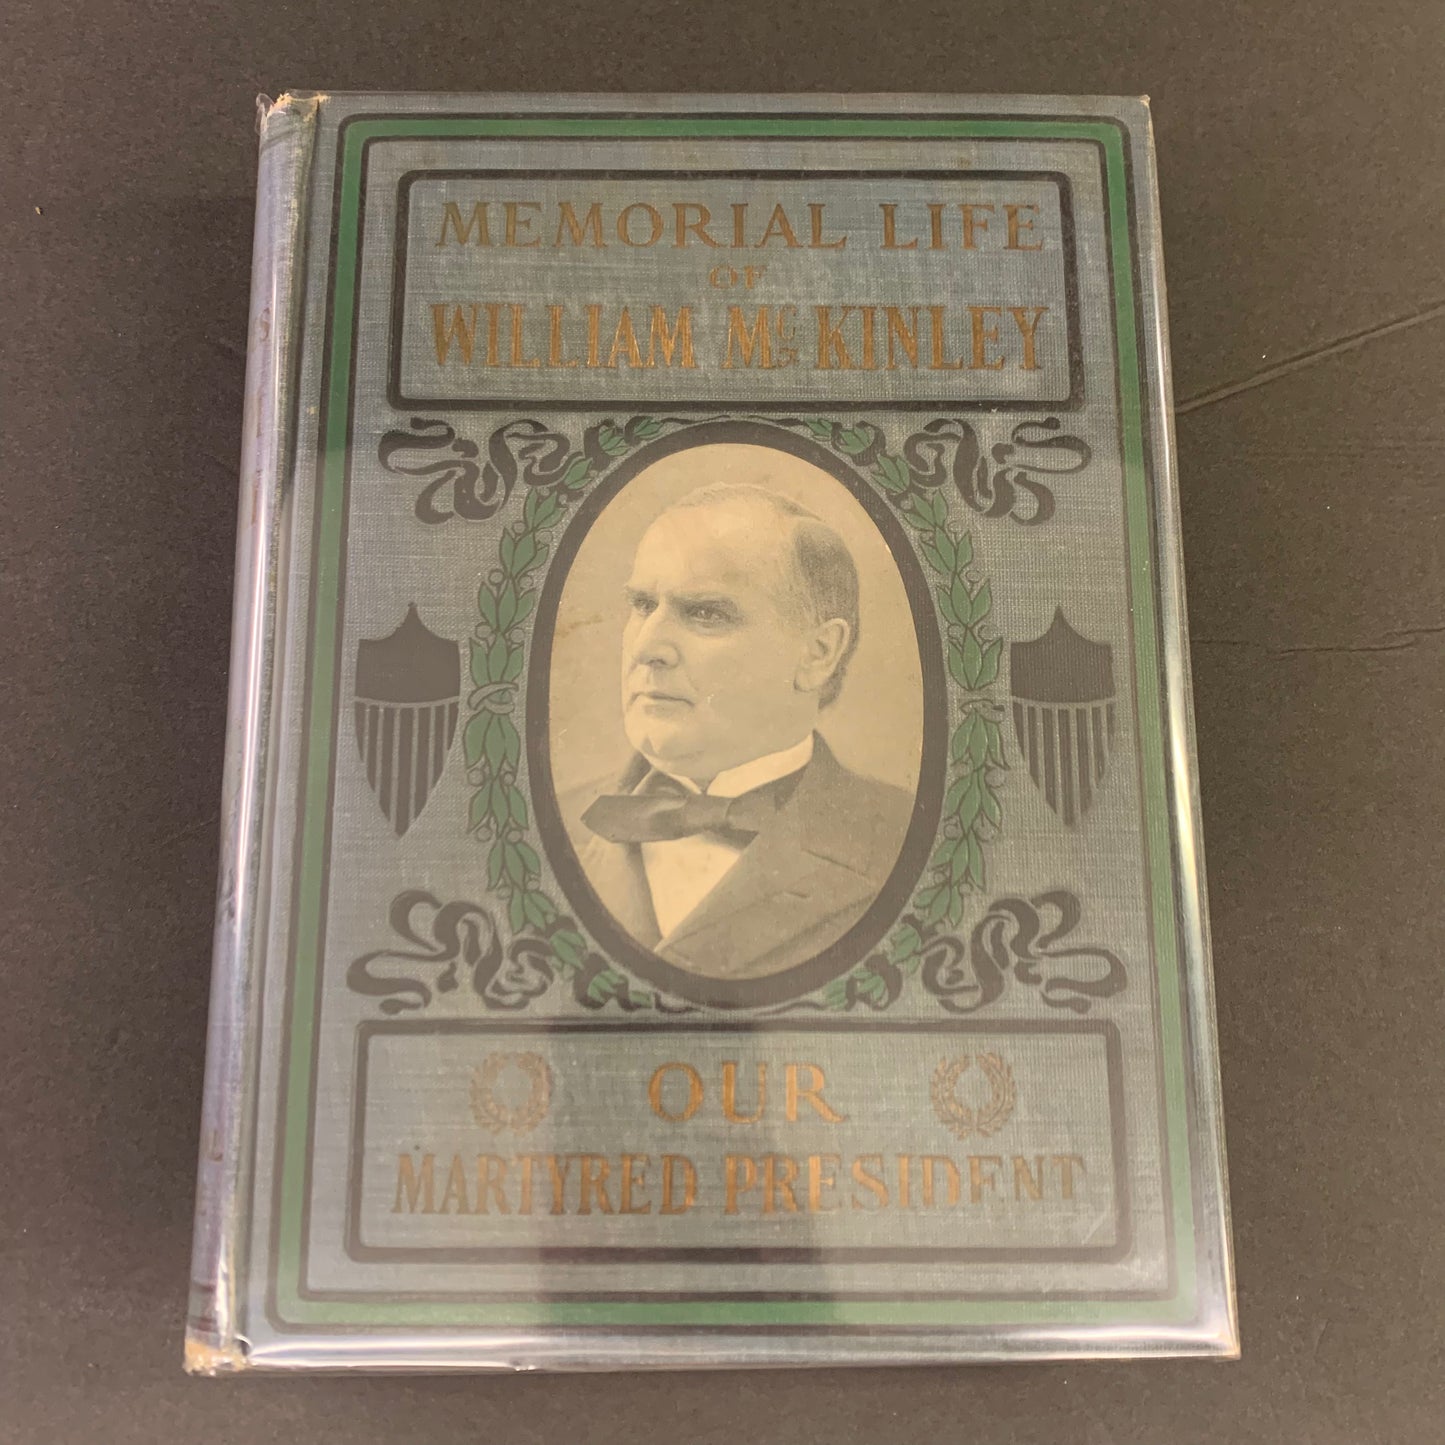 MEMORIAL LIFE
OF
WILLIAM McKINLEY
OUR
MARTYRED PRESIDENT